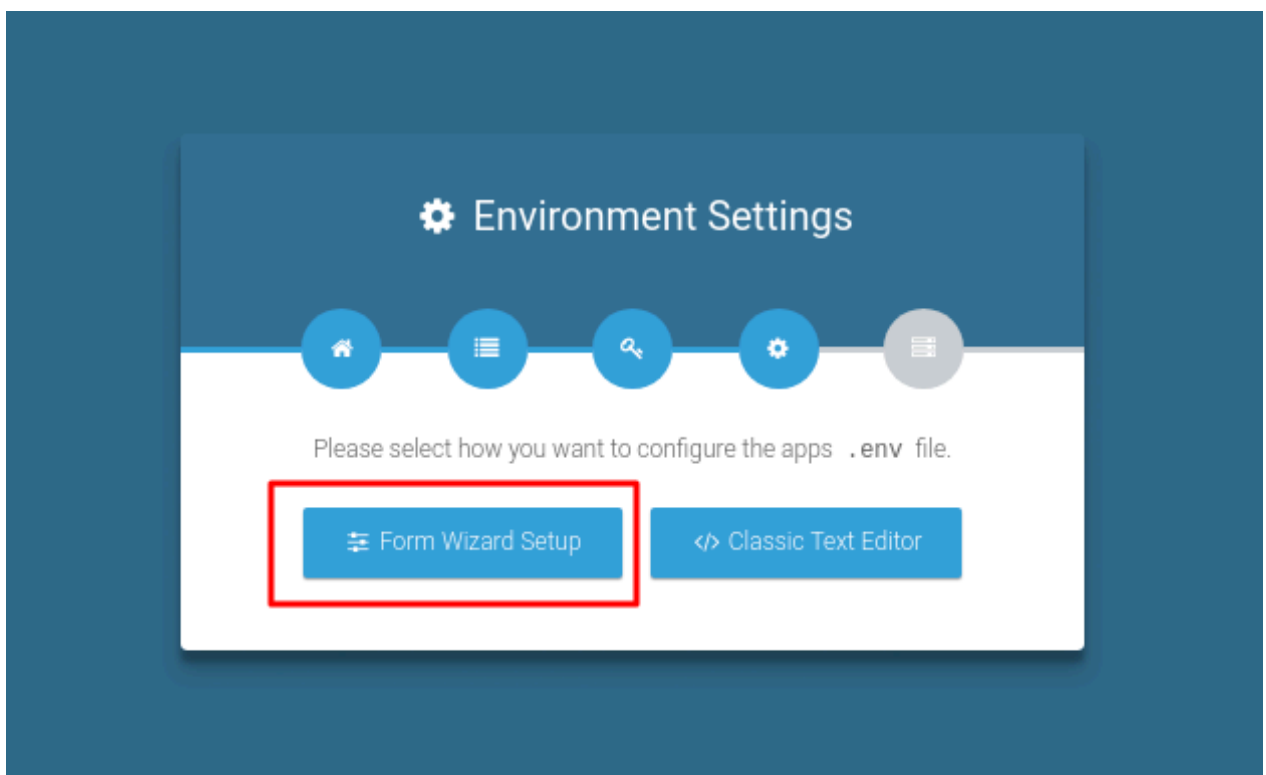 Environment Settings
Please select how you want to configure the apps .env file.
Form Wizard Setup
</> Classic Text Editor